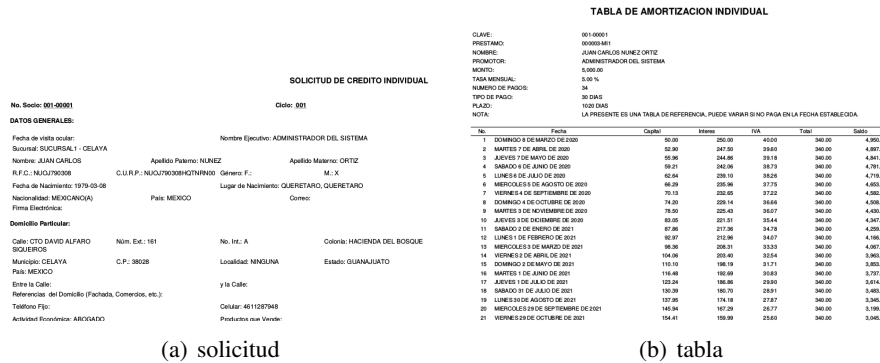 SOLICITUD DE CREDITO INDIVIDUAL
No. Socio: 001-00001 Ciclo: 001
DATOS GENERALES:
Fecha de visita ocular: Nombre Ejecutivo: ADMINISTRADOR DEL SISTEMA
Sucursal: SUCURSAL1 - CELAYA
Nombre: JUAN CARLOS Apellido Paterno: NUNEZ Apellido Materno: ORTIZ
R.F.C.: NUOJ790308 C.U.R.P.: NUOJ790308HQTNRN00 Género: F.: M.: X
Fecha de Nacimiento: 1979-03-08 Lugar de Nacimiento: QUERETARO, QUERETARO
Nacionalidad: MEXICANO(A) País: MEXICO Correo:
Firma Electrónica:
Domicilio Particular:
Calle: CTO DAVID ALFARO SIQUEIROS Núm. Ext.: 161 No. Int.: A Colonia: HACIENDA DEL BOSQUE
Municipio: CELAYA C.P.: 38028 Localidad: NINGUNA Estado: GUANAJUATO
País: MEXICO
Entre la Calle: y la Calle:
Referencias del Domicilio (Fachada, Comercios, etc.):
Teléfono Fijo: Celular: 4611287948
Actividad Económica: ABOGADO Productos que Vende:
(a) solicitud
TABLA DE AMORTIZACION INDIVIDUAL
CLAVE: 001-00001
PRESTAMO: 000003-MI1
NOMBRE: JUAN CARLOS NUNEZ ORTIZ
PROMOTOR: ADMINISTRADOR DEL SISTEMA
MONTO: 5,000.00
TASA MENSUAL: 5.00 %
NUMERO DE PAGOS: 34
TIPO DE PAGO: 30 DIAS
PLAZO: 1020 DIAS
NOTA: LA PRESENTE ES UNA TABLA DE REFERENCIA, PUEDE VARIAR SI NO PAGA EN LA FECHA ESTABLECIDA.
No. Fecha Capital Interes IVA Total Saldo
1 DOMINGO 8 DE MARZO DE 2020 50.00 250.00 40.00 340.00 4,950.
2 MARTES 7 DE ABRIL DE 2020 52.90 247.50 39.60 340.00 4,897.
3 JUEVES 7 DE MAYO DE 2020 55.96 244.86 39.18 340.00 4,841.
4 SABADO 6 DE JUNIO DE 2020 59.21 242.06 38.73 340.00 4,781.
5 LUNES 6 DE JULIO DE 2020 62.64 239.10 38.26 340.00 4,719.
6 MIERCOLES 5 DE AGOSTO DE 2020 66.29 235.96 37.75 340.00 4,653.
7 VIERNES 4 DE SEPTIEMBRE DE 2020 70.13 232.65 37.22 340.00 4,582.
8 DOMINGO 4 DE OCTUBRE DE 2020 74.20 229.14 36.66 340.00 4,508.
9 MARTES 3 DE NOVIEMBRE DE 2020 78.50 225.43 36.07 340.00 4,430.
10 JUEVES 3 DE DICIEMBRE DE 2020 83.05 221.51 35.44 340.00 4,347.
11 SABADO 2 DE ENERO DE 2021 87.86 217.36 34.78 340.00 4,259.
12 LUNES 1 DE FEBRERO DE 2021 92.97 212.96 34.07 340.00 4,166.
13 MIERCOLES 3 DE MARZO DE 2021 98.36 208.31 33.33 340.00 4,067.
14 VIERNES 2 DE ABRIL DE 2021 104.06 203.40 32.54 340.00 3,963.
15 DOMINGO 2 DE MAYO DE 2021 110.10 198.19 31.71 340.00 3,853.
16 MARTES 1 DE JUNIO DE 2021 116.48 192.69 30.83 340.00 3,737.
17 JUEVES 1 DE JULIO DE 2021 123.24 186.86 29.90 340.00 3,614.
18 SABADO 31 DE JULIO DE 2021 130.39 180.70 28.91 340.00 3,483.
19 LUNES 30 DE AGOSTO DE 2021 137.95 174.18 27.87 340.00 3,345.
20 MIERCOLES 29 DE SEPTIEMBRE DE 2021 145.94 167.29 26.77 340.00 3,199.
21 VIERNES 29 DE OCTUBRE DE 2021 154.41 159.99 25.60 340.00 3,045.
(b) tabla